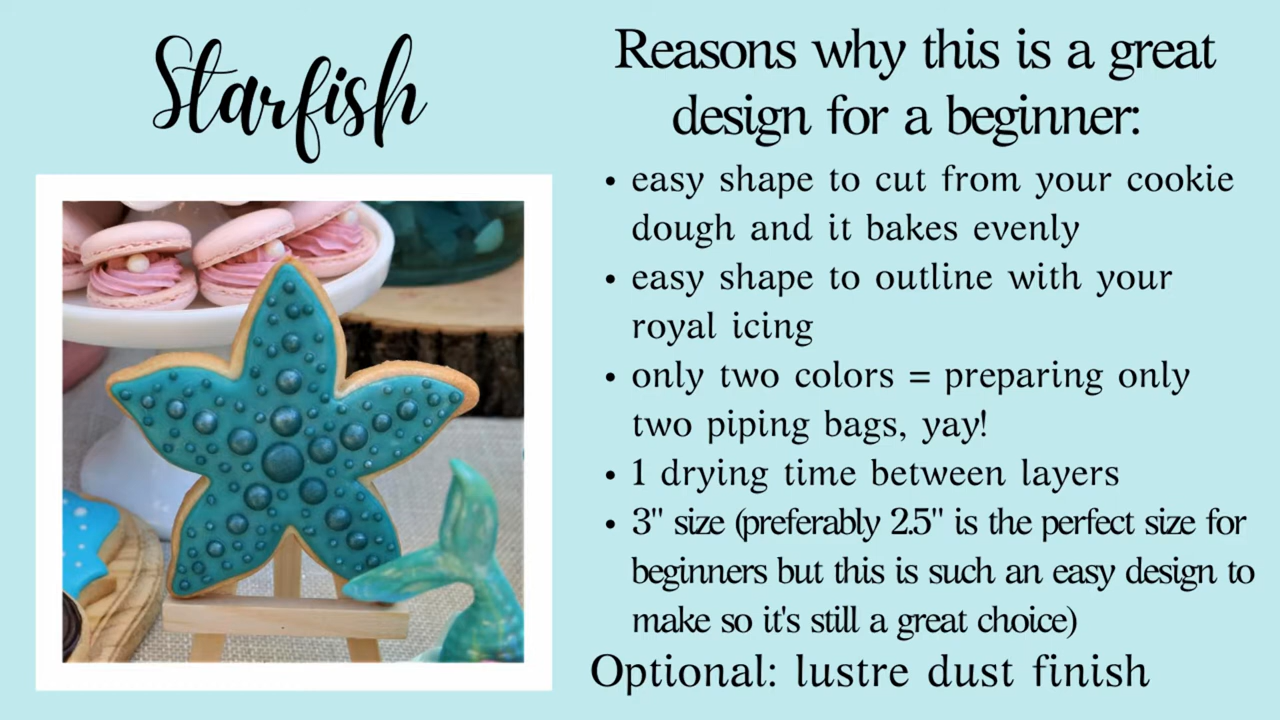 Starfish
Reasons why this is a great
design for a beginner:
• easy shape to cut from your cookie
dough and it bakes evenly
• easy shape to outline with your
royal icing
• only two colors = preparing only
two piping bags, yay!
• 1 drying time between layers
• 3" size (preferably 2.5" is the perfect size for
beginners but this is such an easy design to
make so it's still a great choice)
Optional: lustre dust finish